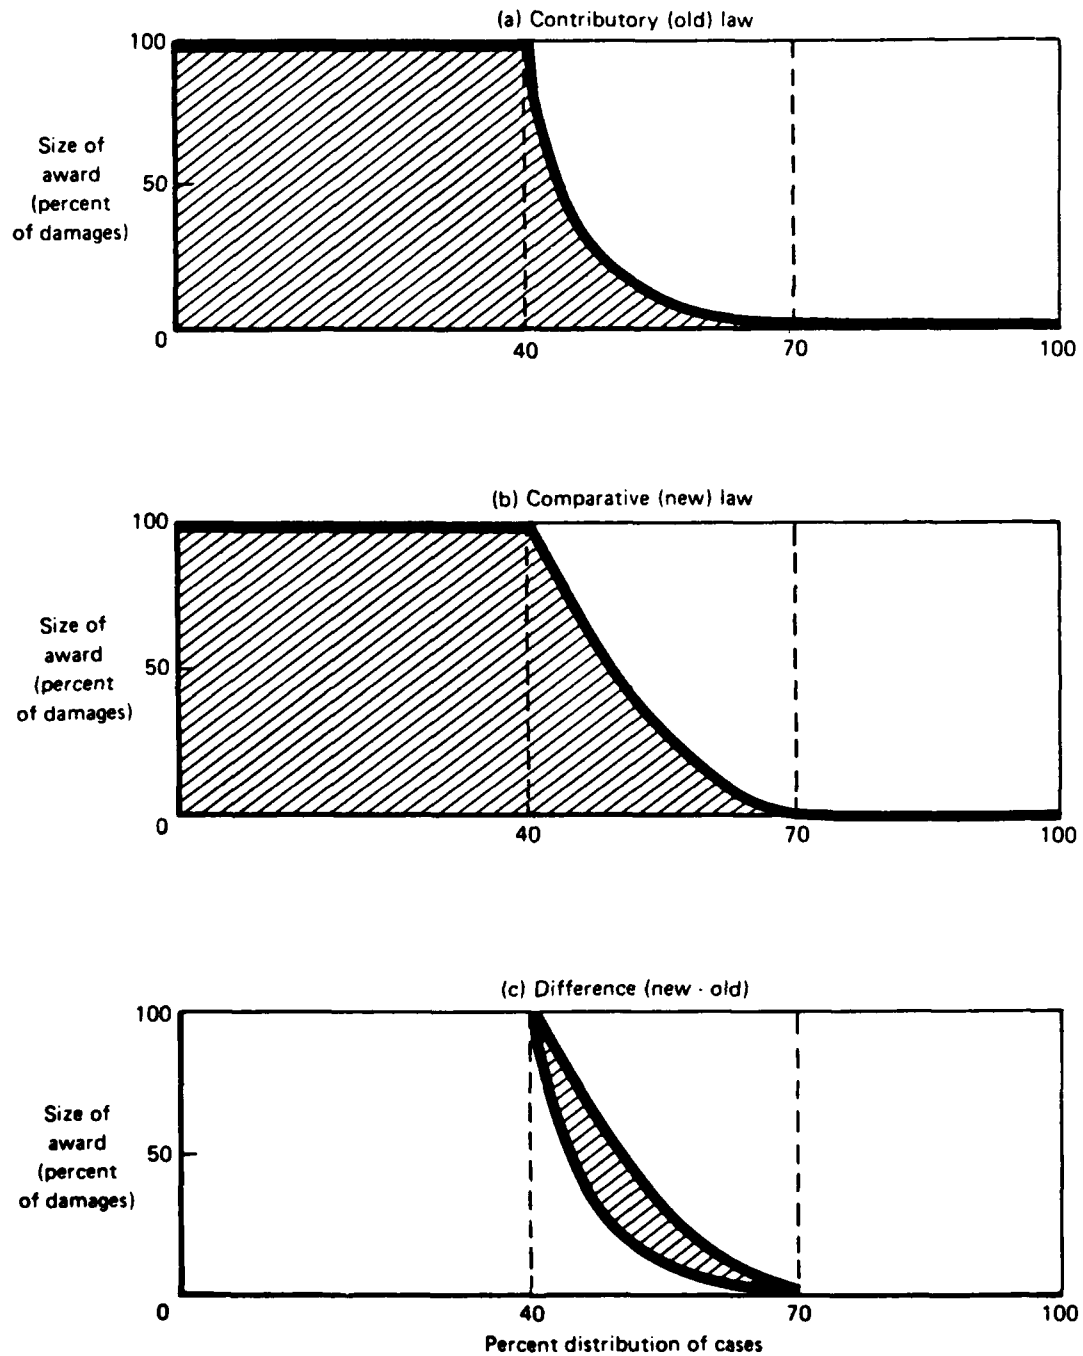 (a) Contributory (old) law
100
Size of
award
(percent
of damages)
50
0
40
70
100
(b) Comparative (new) law
100
Size of
award
(percent
of damages)
50
0
40
70
100
(c) Difference (new - old)
100
Size of
award
(percent
of damages)
50
0
40
70
100
Percent distribution of cases